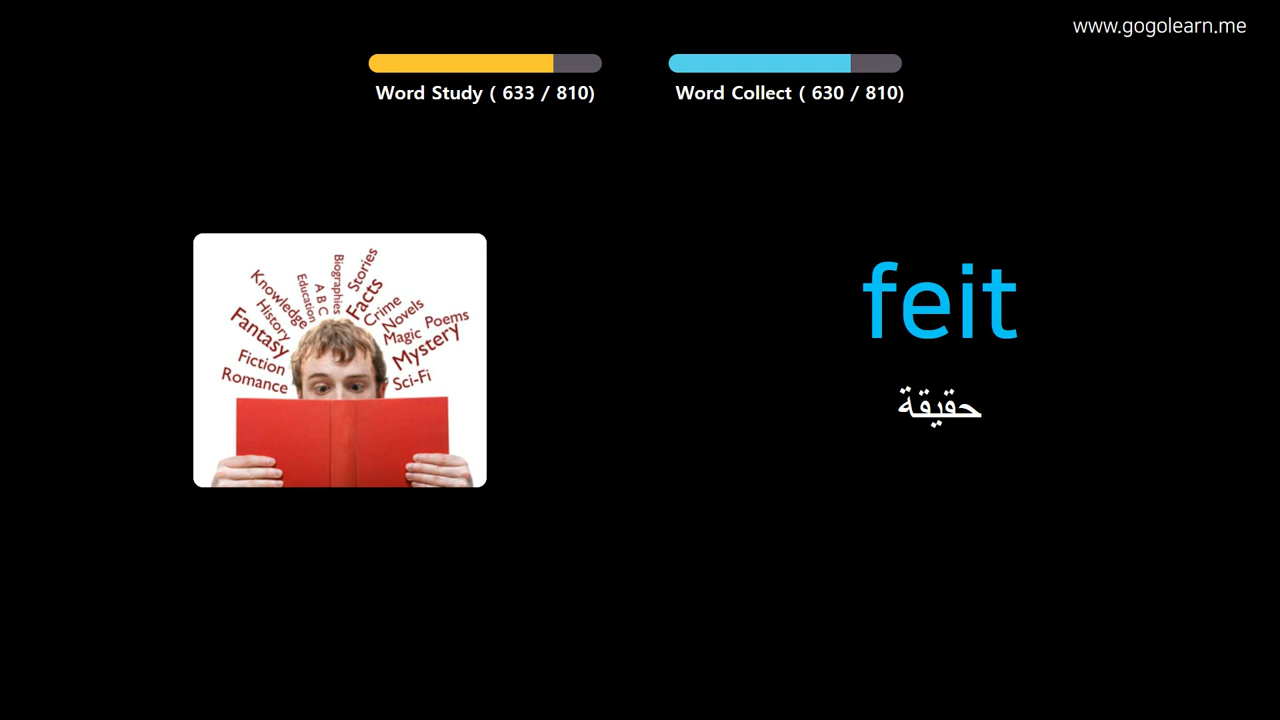 www.gogolearn.me
Word Study ( 633 / 810)
Word Collect ( 630 / 810)
Knowledge
History
Fantasy
Fiction
Romance
Education
A B C
Biographies
Stories
Facts
Crime
Novels
Magic
Poems
Mystery
Sci-Fi
feit
حقيقة